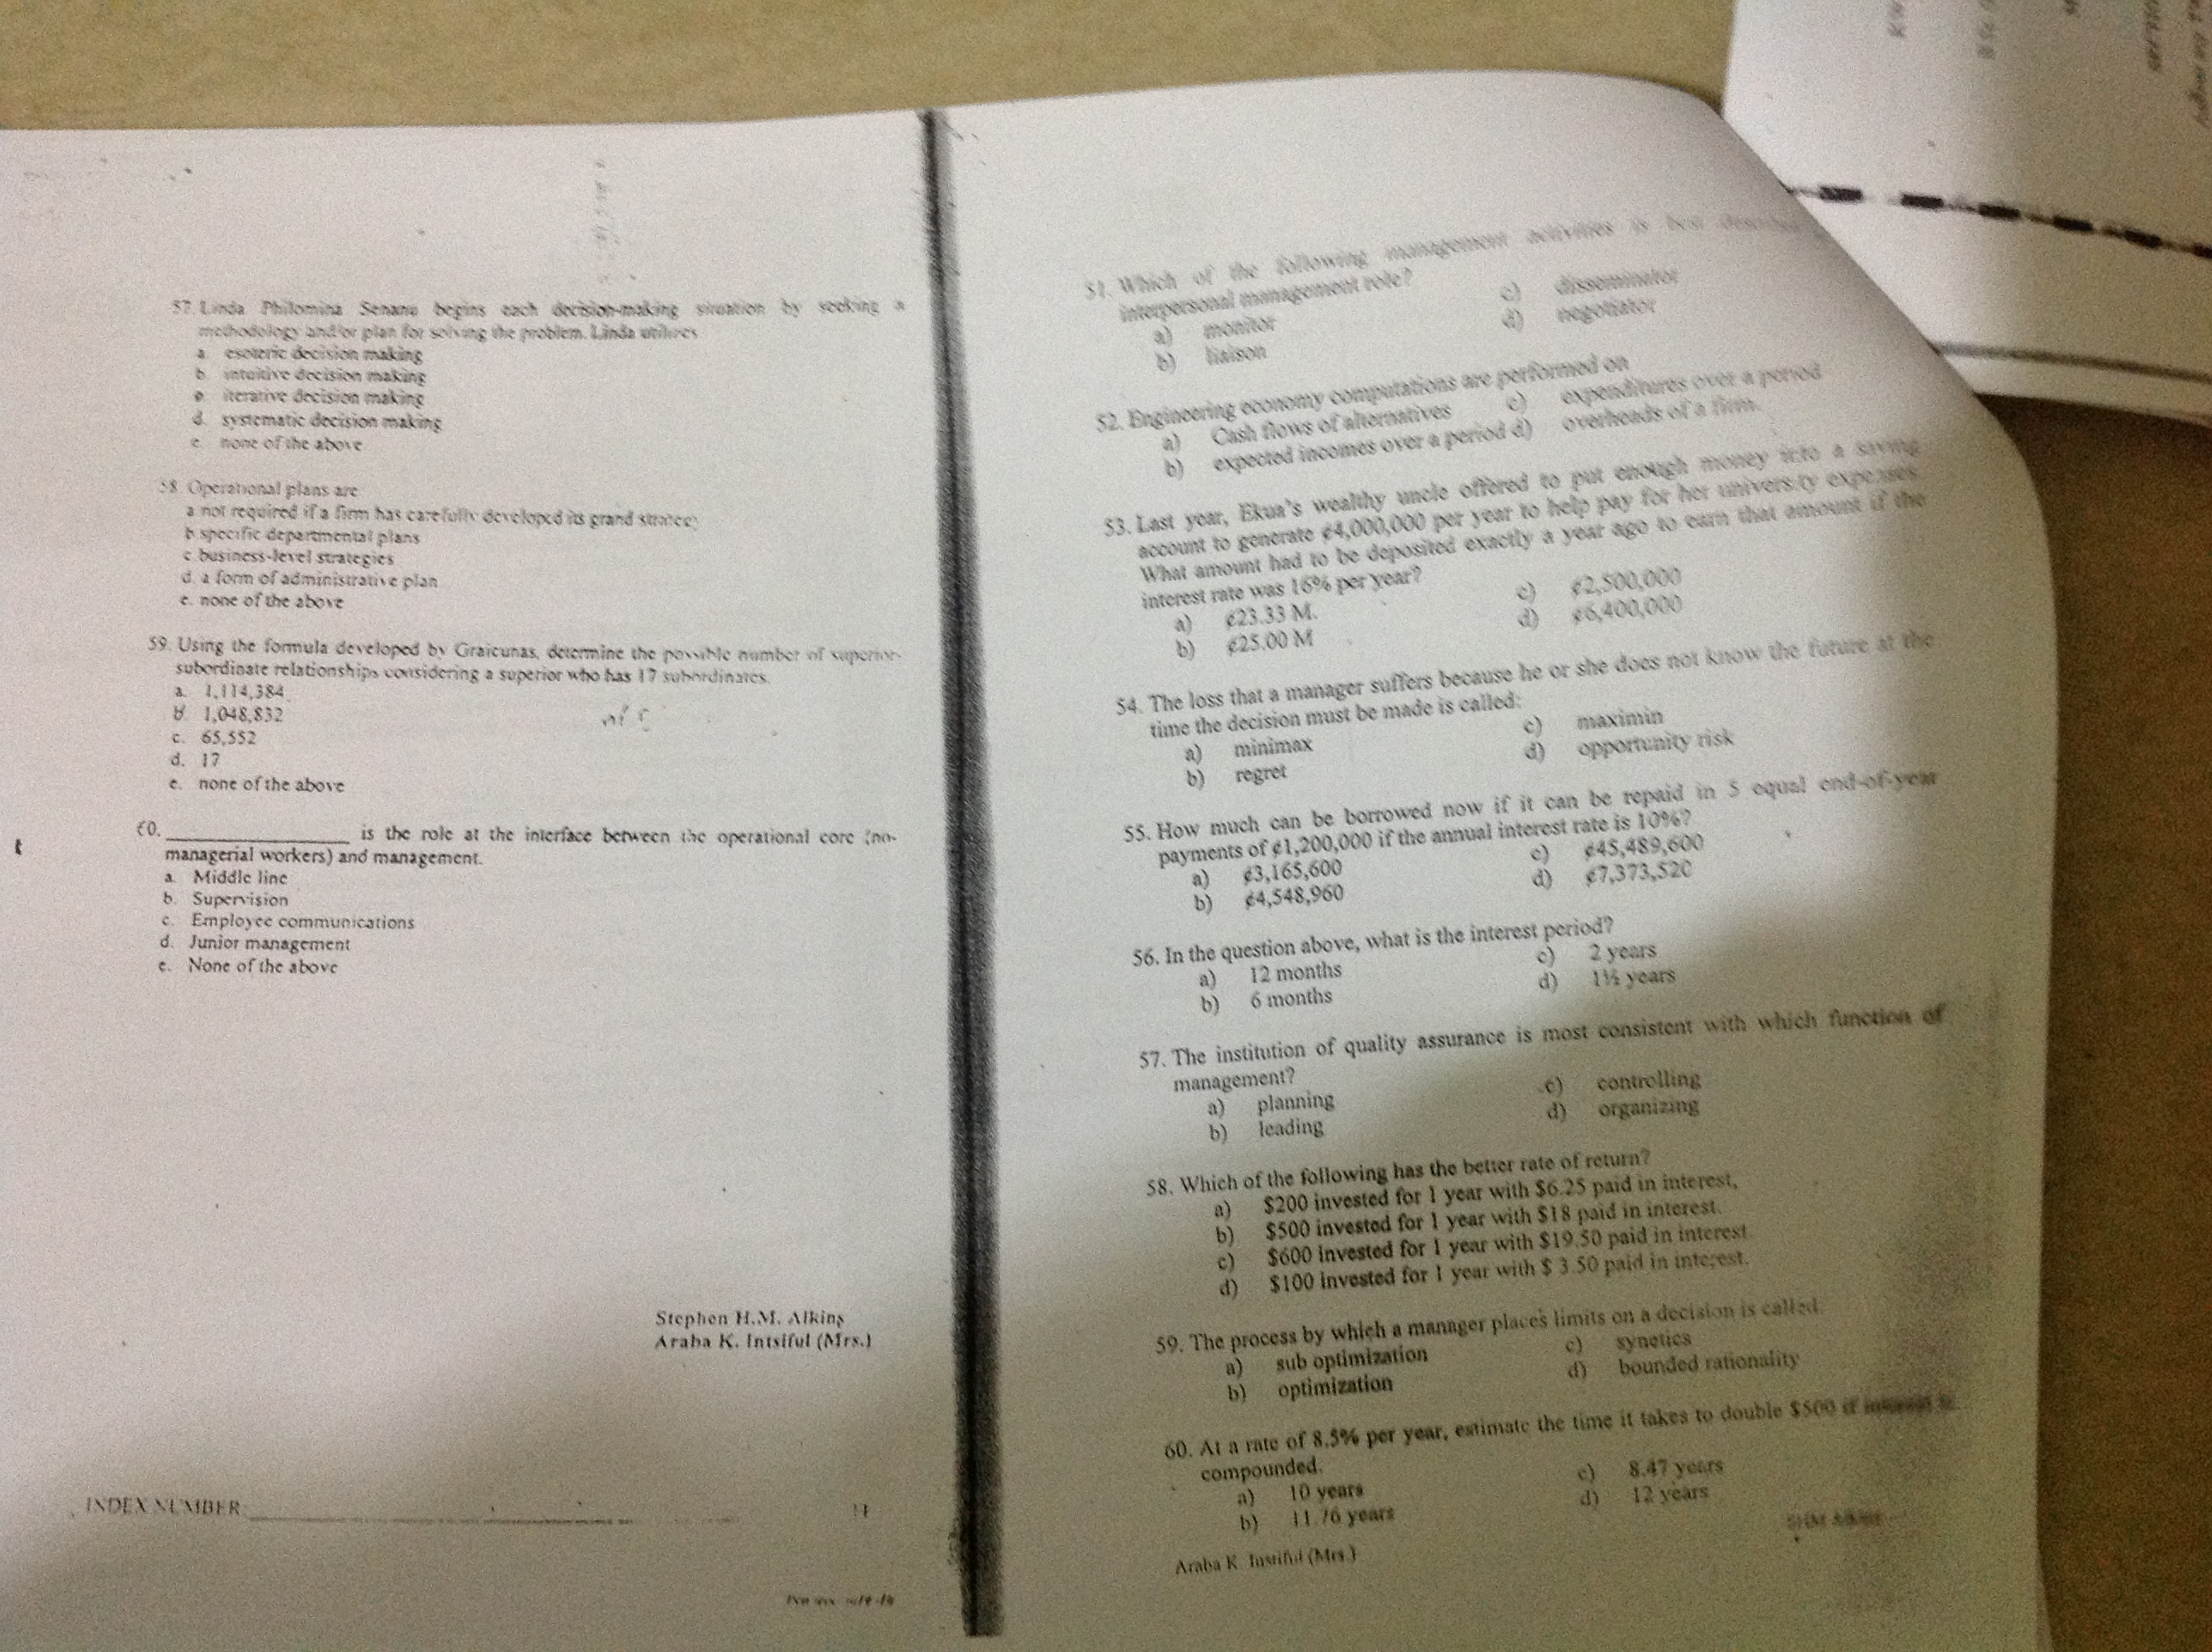 57. Linda Philomina Senanu begins each decision-making situation by seeking a
methodology and/or plan for solving the problem. Linda utilizes
a. esoteric decision making
b. intuitive decision making
c. iterative decision making
d. systematic decision making
e. none of the above
58. Operational plans are
a not required if a firm has carefully developed its grand strategy
b specific departmental plans
c. business-level strategies
d. a form of administrative plan
e. none of the above
59. Using the formula developed by Graicunas, determine the possible number of superior-
subordinate relationships considering a superior who has 17 subordinates.
a. 1,114,384
b. 1,048,832
c. 65,552
d. 17
e. none of the above
60. ______________ is the role at the interface between the operational core (no-
managerial workers) and management.
a. Middle line
b. Supervision
c. Employee communications
d. Junior management
e. None of the above
Stephen H.M. Aikins
Araba K. Intsiful (Mrs.)
INDEX NUMBER:
11
51. Which of the following management activities is best
interpersonal management role?
a) monitor c) disseminator
b) liaison d) negotiator
52. Engineering economy computations are performed on
a) Cash flows of alternatives c) expenditures over a period
b) expected incomes over a period d) overheads of a firm.
53. Last year, Ekua's wealthy uncle offered to put enough money into a saving
account to generate ¢4,000,000 per year to help pay for her university expenses
What amount had to be deposited exactly a year ago to earn that amount if the
interest rate was 16% per year?
a) ¢23.33 M. c) ¢2,500,000
b) ¢25.00 M d) ¢6,400,000
54. The loss that a manager suffers because he or she does not know the future at the
time the decision must be made is called:
a) minimax c) maximin
b) regret d) opportunity risk
55. How much can be borrowed now if it can be repaid in 5 equal end-of-year
payments of ¢1,200,000 if the annual interest rate is 10%?
a) ¢3,165,600 c) ¢45,489,600
b) ¢4,548,960 d) ¢7,373,520
56. In the question above, what is the interest period?
a) 12 months c) 2 years
b) 6 months d) 1½ years
57. The institution of quality assurance is most consistent with which function of
management?
a) planning c) controlling
b) leading d) organizing
58. Which of the following has the better rate of return?
a) $200 invested for 1 year with $6.25 paid in interest,
b) $500 invested for 1 year with $18 paid in interest.
c) $600 invested for 1 year with $19.50 paid in interest
d) $100 invested for 1 year with $ 3.50 paid in interest.
59. The process by which a manager places limits on a decision is called:
a) sub optimization c) synetics
b) optimization d) bounded rationality
60. At a rate of 8.5% per year, estimate the time it takes to double $500 if interest is
compounded.
a) 10 years c) 8.47 years
b) 11.76 years d) 12 years
Araba K. Instiful (Mrs.)